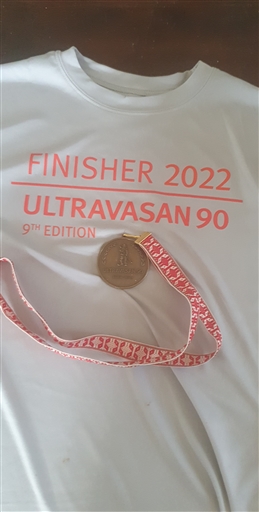 FINISHER 2022
ULTRAVASAN 90
9TH EDITION